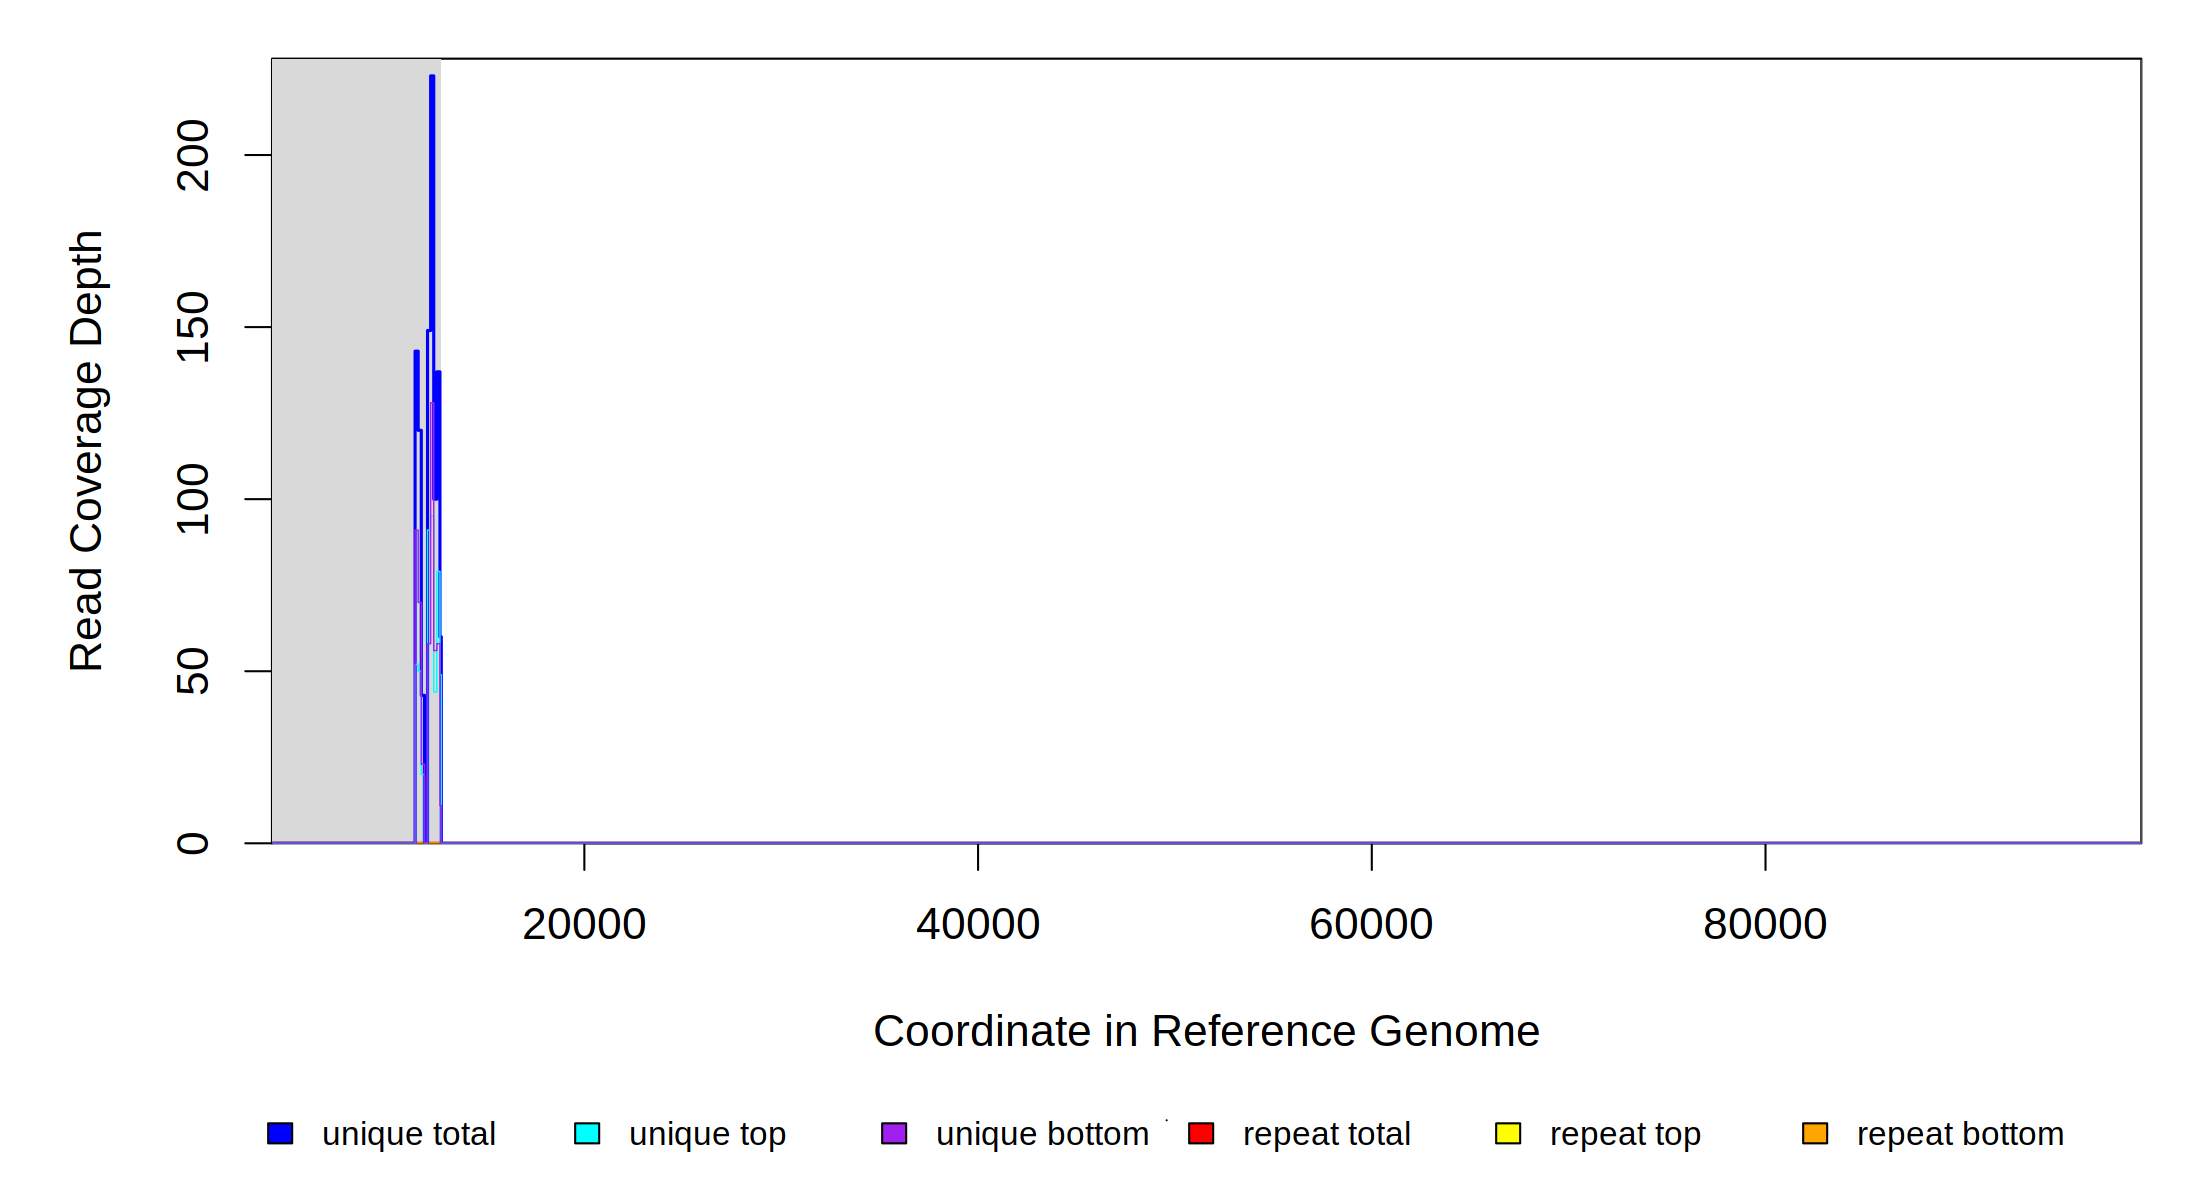 200
150
100
50
0
Read Coverage Depth
20000 40000 60000 80000
Coordinate in Reference Genome
unique total unique top unique bottom repeat total repeat top repeat bottom